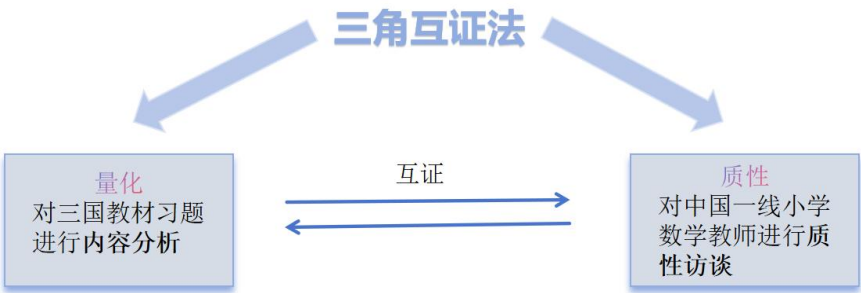 三角互证法
量化
对三国教材习题
进行内容分析
互证
质性
对中国一线小学
数学教师进行质
性访谈